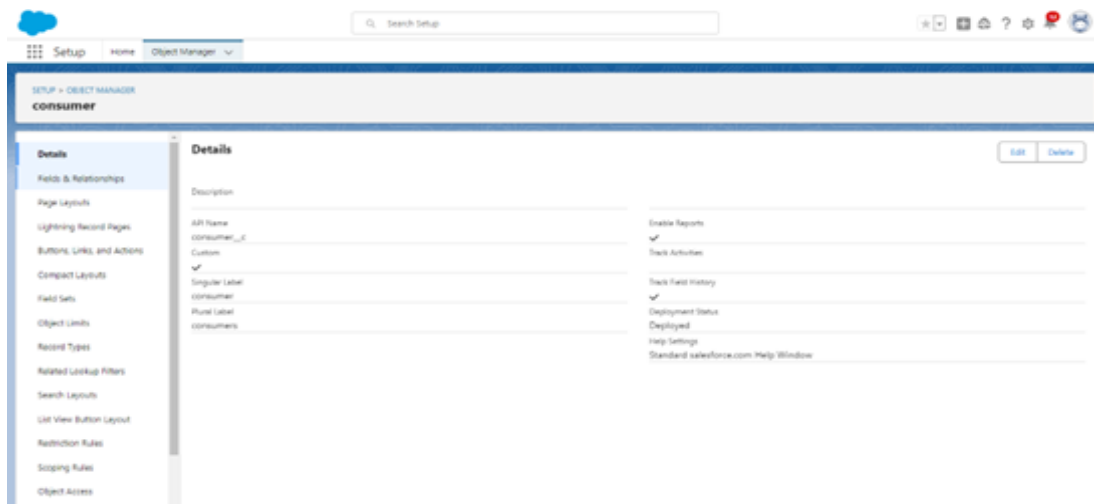 Search Setup
Setup Home Object Manager
SETUP > OBJECT MANAGER
consumer
Details
Fields & Relationships
Page Layouts
Lightning Record Pages
Buttons, Links, and Actions
Compact Layouts
Field Sets
Object Limits
Record Types
Related Lookup Filters
Search Layouts
List View Button Layout
Restriction Rules
Scoping Rules
Object Access
Details
Edit Delete
Description
API Name
consumer__c
Custom
Singular Label
consumer
Plural Label
consumers
Enable Reports
Track Activities
Track Field History
Deployment Status
Deployed
Help Settings
Standard salesforce.com Help Window